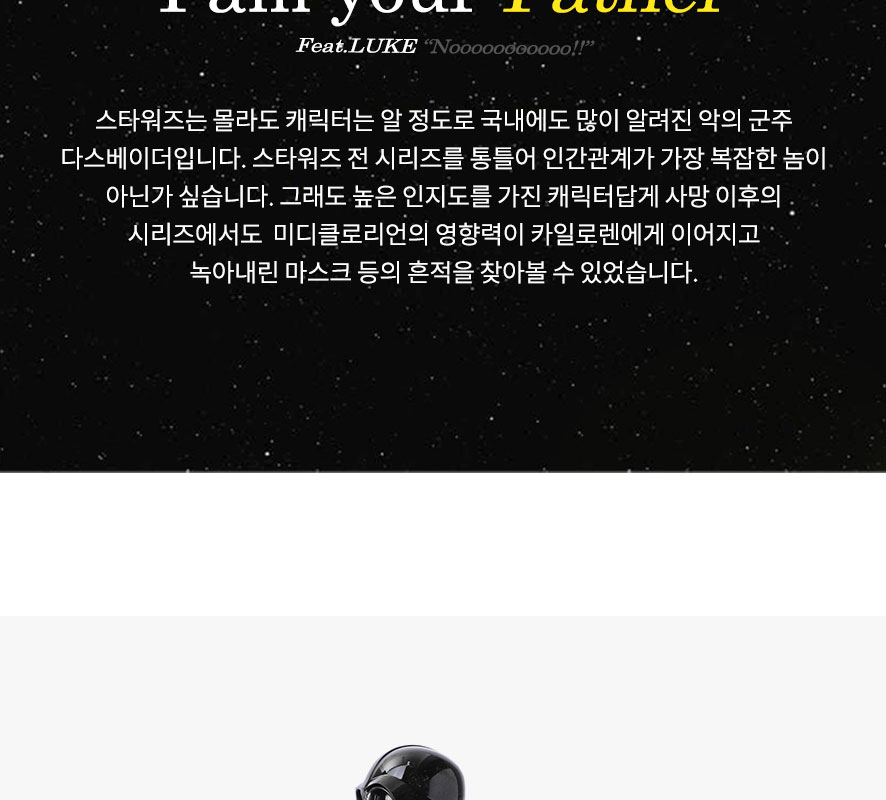 I am your Father
Feat.LUKE “Noooooooooo!!”
스타워즈는 몰라도 캐릭터는 알 정도로 국내에도 많이 알려진 악의 군주
다스베이더입니다. 스타워즈 전 시리즈를 통틀어 인간관계가 가장 복잡한 놈이
아닌가 싶습니다. 그래도 높은 인지도를 가진 캐릭터답게 사망 이후의
시리즈에서도 미디클로리언의 영향력이 카일로렌에게 이어지고
녹아내린 마스크 등의 흔적을 찾아볼 수 있었습니다.